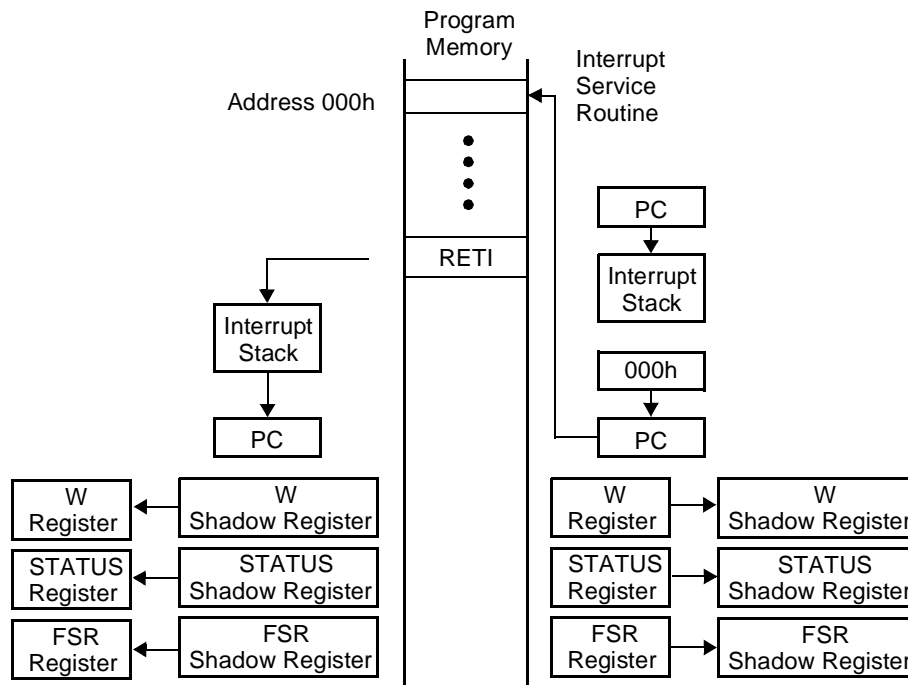 Program
Memory
Interrupt
Service
Routine
Address 000h
PC
RETI
Interrupt
Stack
Interrupt
Stack
000h
PC
PC
W
Register
W
Shadow Register
W
Register
W
Shadow Register
STATUS
Register
STATUS
Shadow Register
STATUS
Register
STATUS
Shadow Register
FSR
Register
FSR
Shadow Register
FSR
Register
FSR
Shadow Register